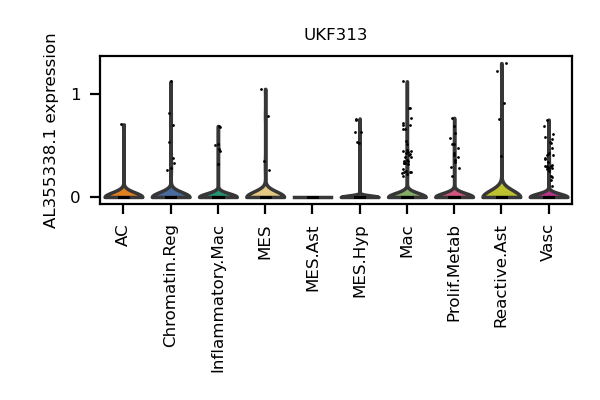 UKF313
AL355338.1 expression
1
0
AC
Chromatin.Reg
Inflammatory.Mac
MES
MES.Ast
MES.Hyp
Mac
Prolif.Metab
Reactive.Ast
Vasc